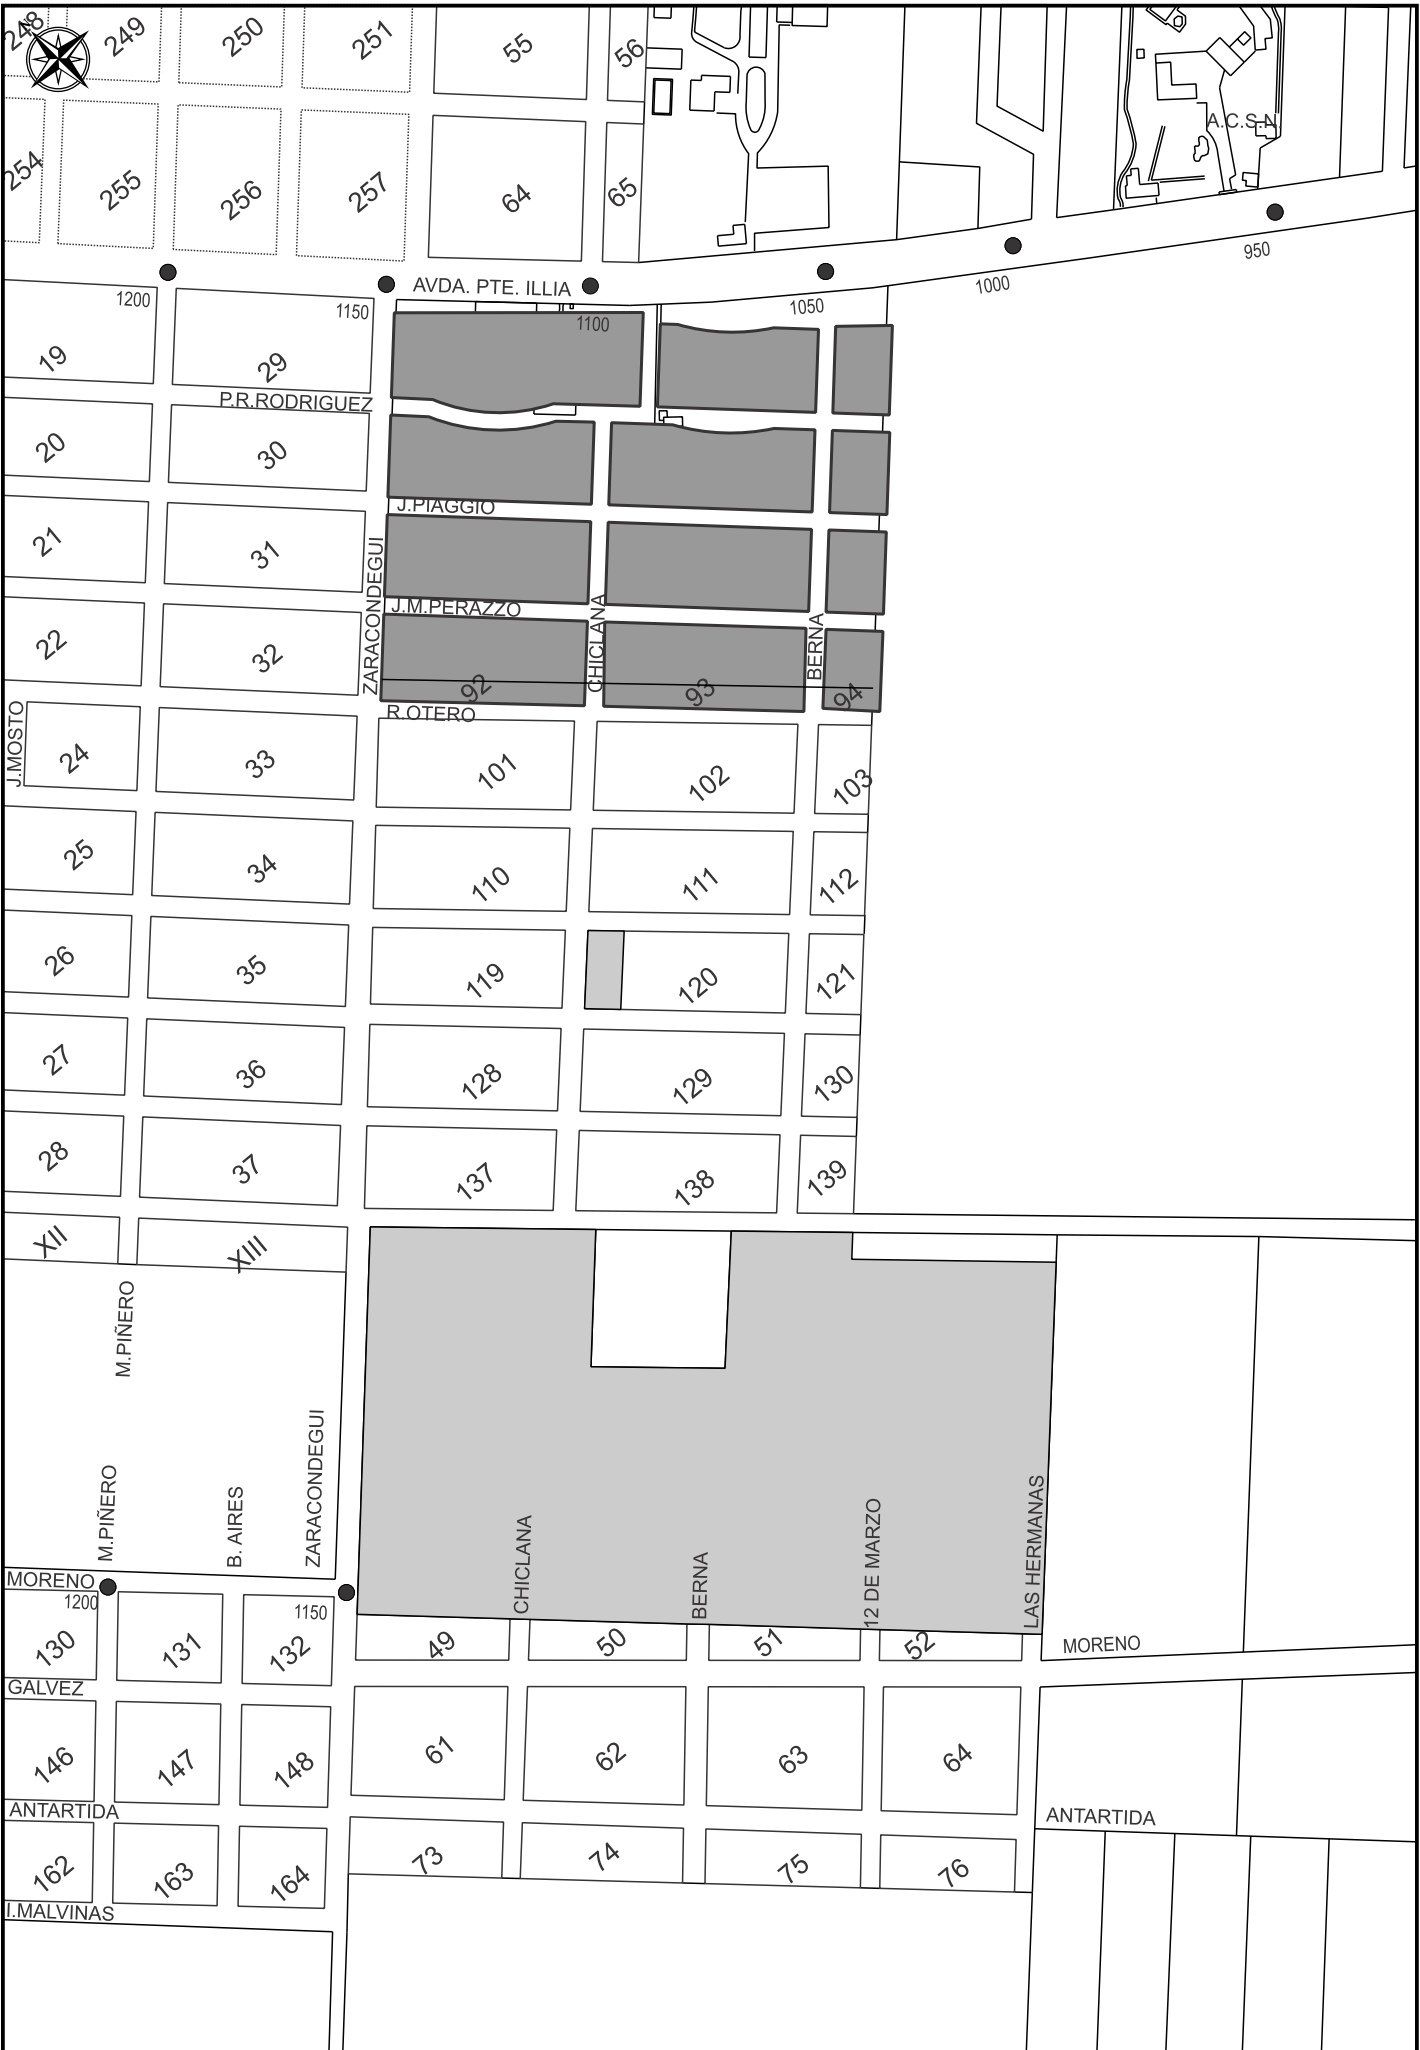 248
N
249
250
251
55
56
254
255
256
257
64
65
A.C.S.N.
AVDA. PTE. ILLIA
1200
1150
1100
1050
1000
950
19
29
P.R.RODRIGUEZ
20
30
J.PIAGGIO
21
31
ZARACONDEGUI
J.M.PERAZZO
CHICLANA
BERNA
22
32
92
93
94
R.OTERO
J.MOSTO
24
33
101
102
103
25
34
110
111
112
26
35
119
120
121
27
36
128
129
130
28
37
137
138
139
XII
XIII
M.PIÑERO
M.PIÑERO
B. AIRES
ZARACONDEGUI
CHICLANA
BERNA
12 DE MARZO
LAS HERMANAS
MORENO
1200
1150
130
131
132
49
50
51
52
MORENO
GALVEZ
146
147
148
61
62
63
64
ANTARTIDA
ANTARTIDA
162
163
164
73
74
75
76
I.MALVINAS